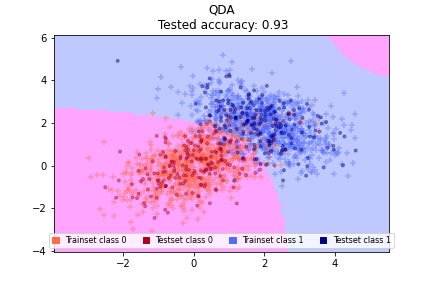 QDA
Tested accuracy: 0.93
6
4
2
0
−2
−4
Trainset class 0 Testset class 0 Trainset class 1 Testset class 1
−2 0 2 4